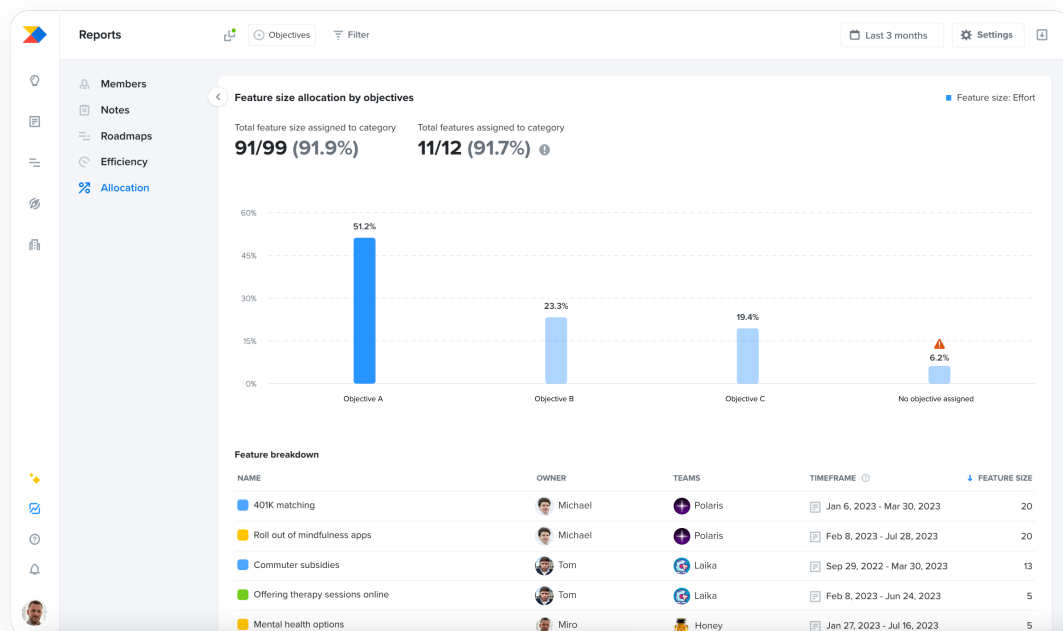 Reports
Objectives
Filter
Last 3 months
Settings
Members
Notes
Roadmaps
Efficiency
Allocation
Feature size allocation by objectives
Feature size: Effort
Total feature size assigned to category
Total features assigned to category
91/99 (91.9%)
11/12 (91.7%)
60%
45%
30%
15%
0%
51.2%
23.3%
19.4%
6.2%
Objective A
Objective B
Objective C
No objective assigned
Feature breakdown
NAME OWNER TEAMS TIMEFRAME FEATURE SIZE
401K matching Michael Polaris Jan 6, 2023 - Mar 30, 2023 20
Roll out of mindfulness apps Michael Polaris Feb 8, 2023 - Jul 28, 2023 20
Commuter subsidies Tom Laika Sep 29, 2022 - Mar 30, 2023 13
Offering therapy sessions online Tom Laika Feb 8, 2023 - Jun 24, 2023 5
Mental health options Miro Honey Jan 27, 2023 - Jul 16, 2023 5